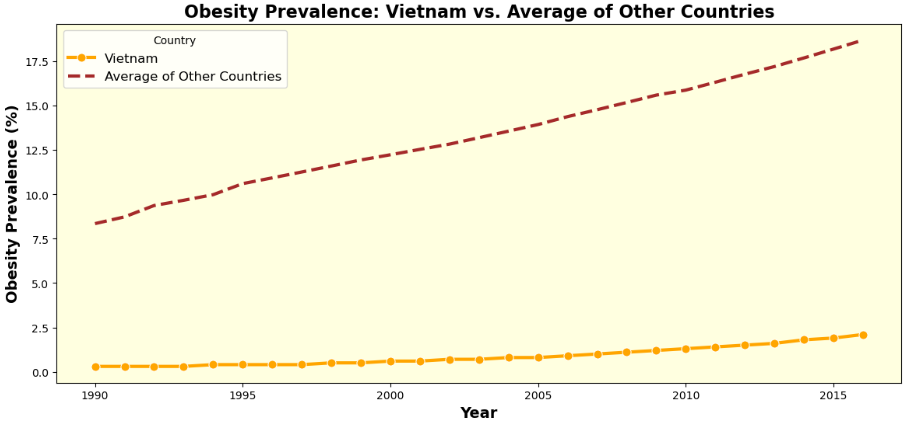 Obesity Prevalence: Vietnam vs. Average of Other Countries
Country
Vietnam
Average of Other Countries
Obesity Prevalence (%)
17.5
15.0
12.5
10.0
7.5
5.0
2.5
0.0
1990 1995 2000 2005 2010 2015
Year